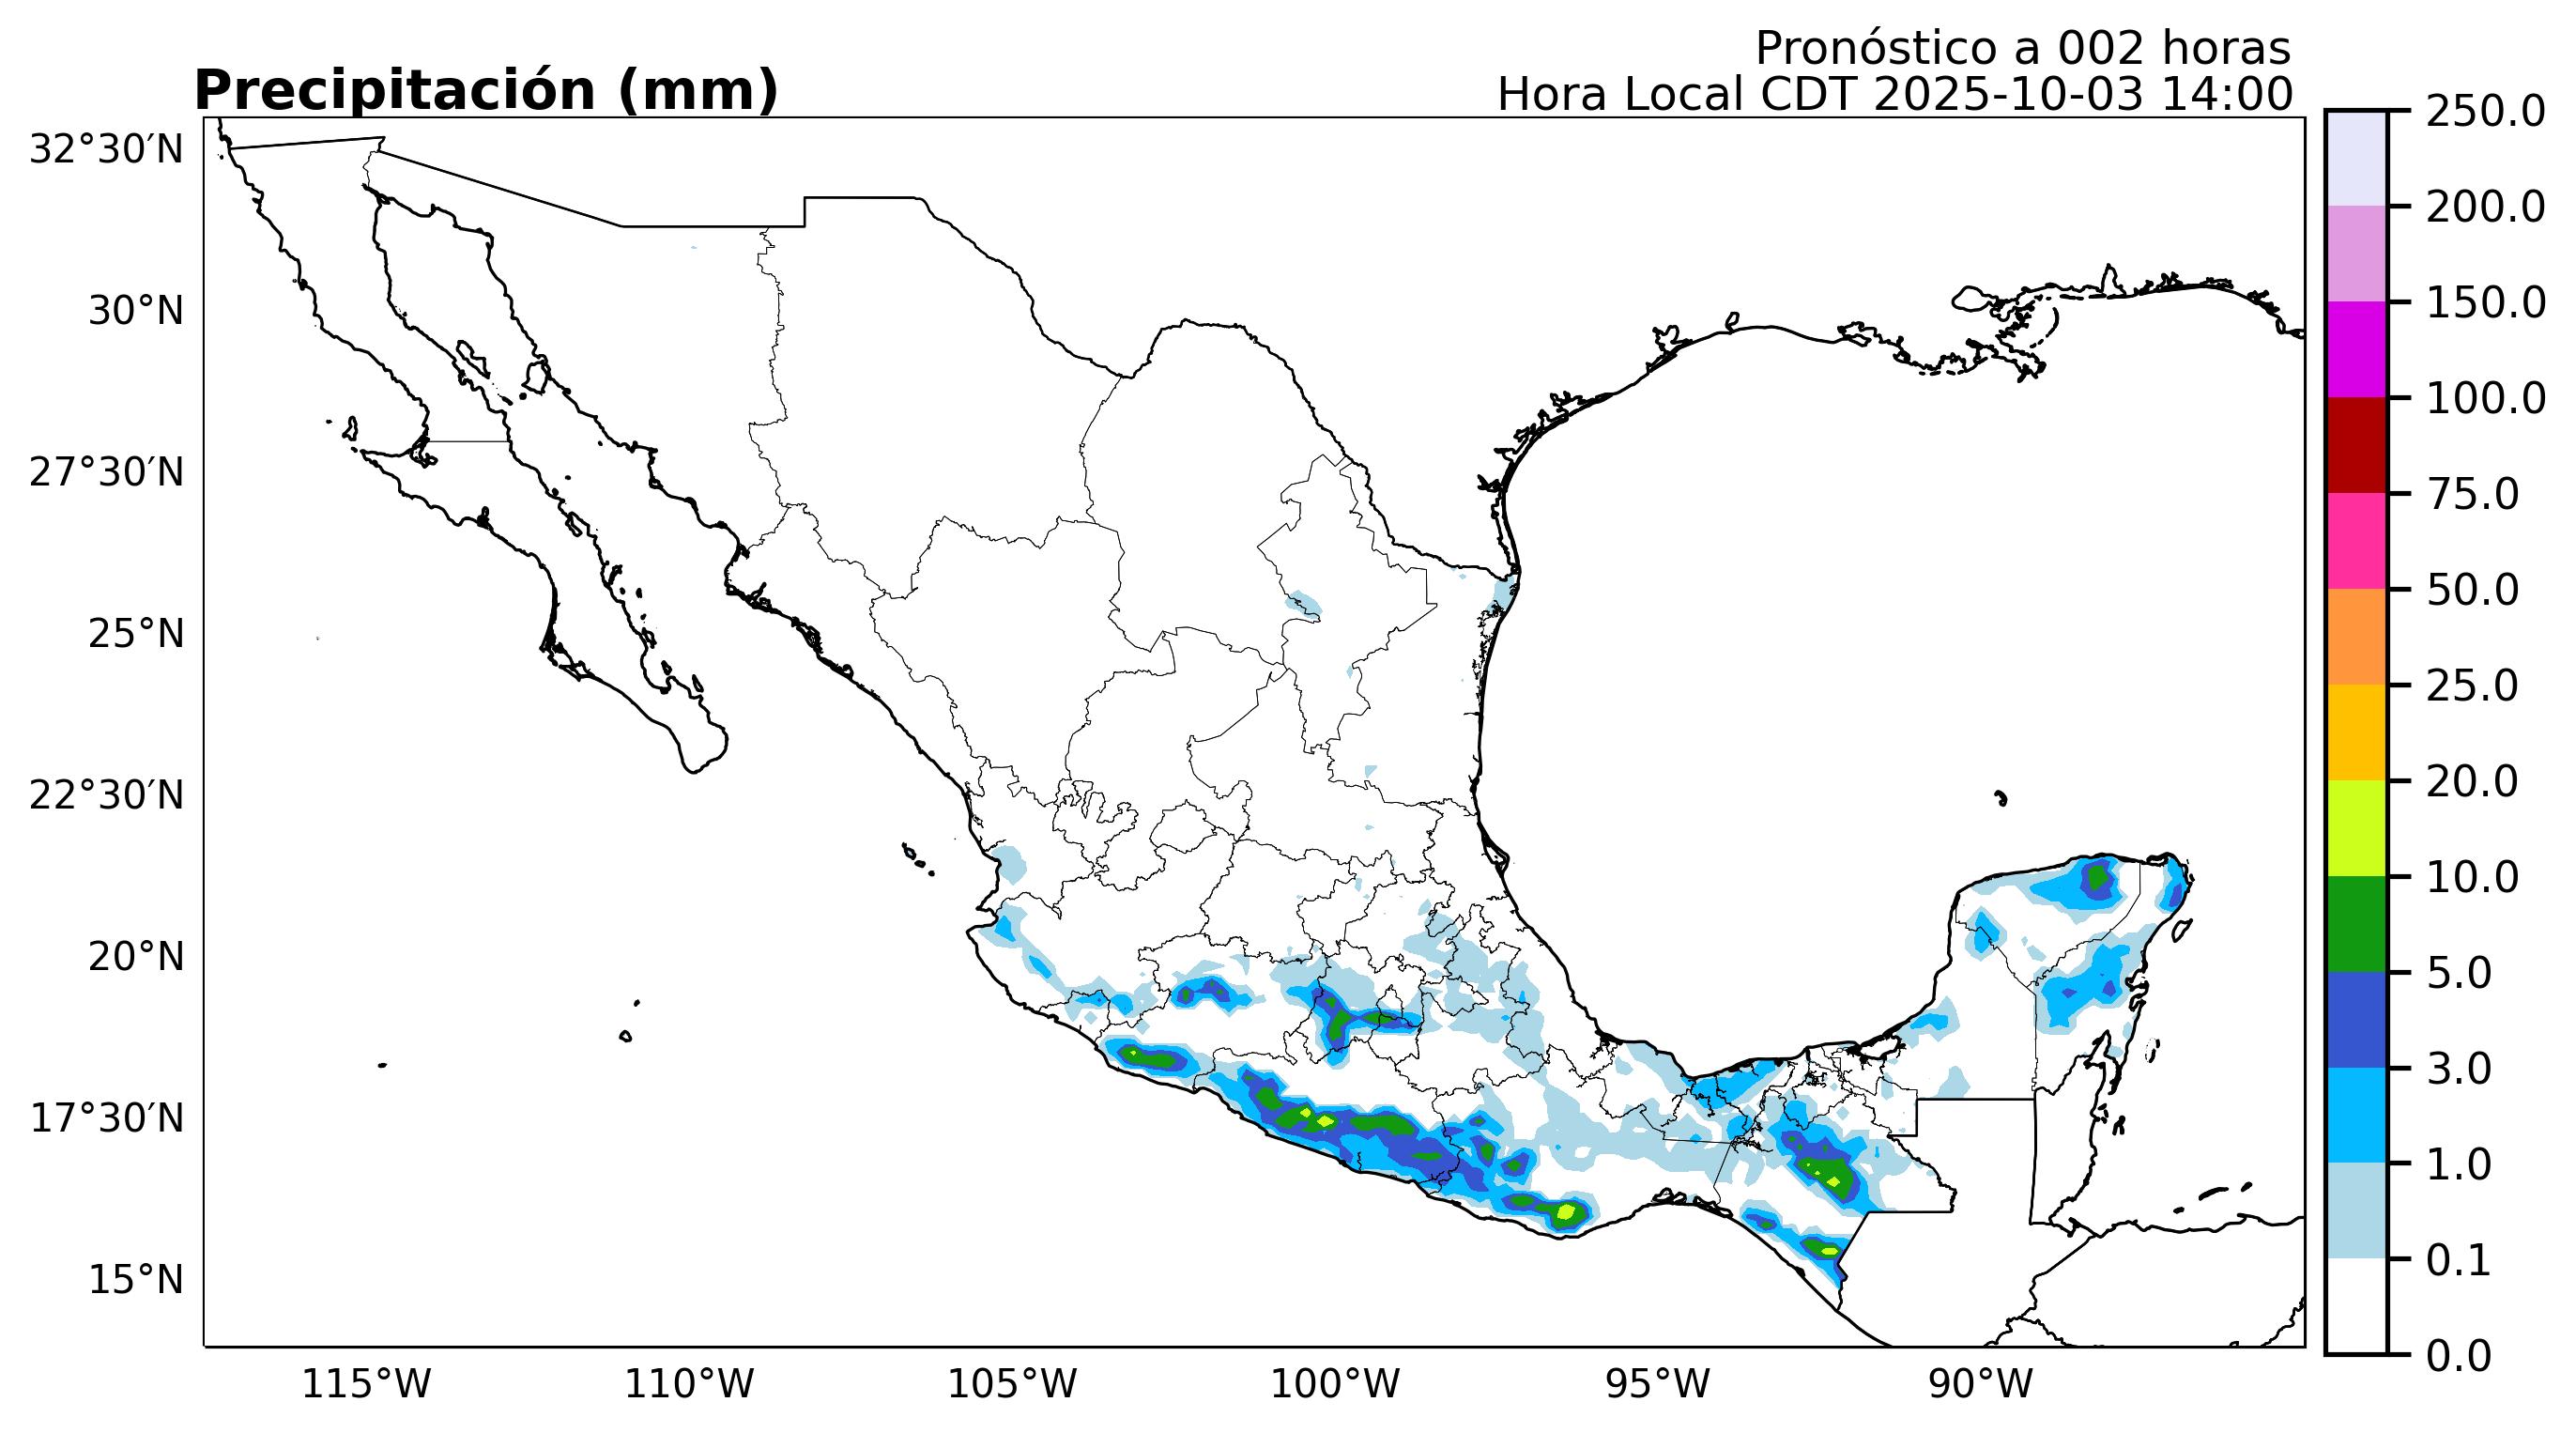 Pronóstico a 002 horas
Precipitación (mm)
Hora Local CDT 2025-10-03 14:00
32°30′N
30°N
27°30′N
25°N
22°30′N
20°N
17°30′N
15°N
115°W
110°W
105°W
100°W
95°W
90°W
250.0
200.0
150.0
100.0
75.0
50.0
25.0
20.0
10.0
5.0
3.0
1.0
0.1
0.0